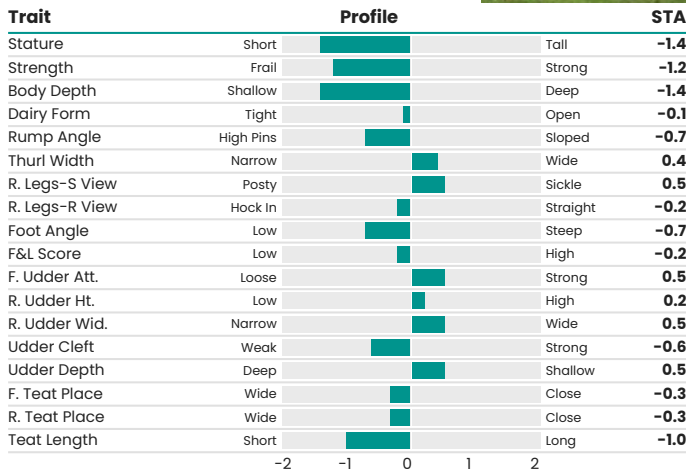 Trait Profile STA
Stature Short Tall -1.4
Strength Frail Strong -1.2
Body Depth Shallow Deep -1.4
Dairy Form Tight Open -0.1
Rump Angle High Pins Sloped -0.7
Thurl Width Narrow Wide 0.4
R. Legs-S View Posty Sickle 0.5
R. Legs-R View Hock In Straight -0.2
Foot Angle Low Steep -0.7
F&L Score Low High -0.2
F. Udder Att. Loose Strong 0.5
R. Udder Ht. Low High 0.2
R. Udder Wid. Narrow Wide 0.5
Udder Cleft Weak Strong -0.6
Udder Depth Deep Shallow 0.5
F. Teat Place Wide Close -0.3
R. Teat Place Wide Close -0.3
Teat Length Short Long -1.0
-2 -1 0 1 2